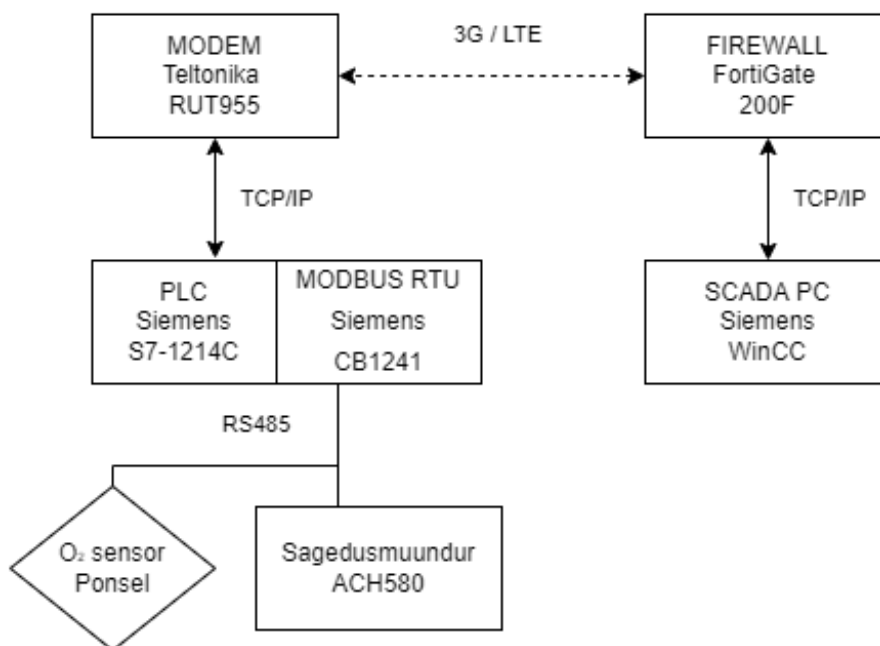 MODEM
Teltonika
RUT955
3G / LTE
FIREWALL
FortiGate
200F
TCP/IP
TCP/IP
PLC
Siemens
S7-1214C
MODBUS RTU
Siemens
CB1241
SCADA PC
Siemens
WinCC
RS485
O₂ sensor
Ponsel
Sagedusmuundur
ACH580